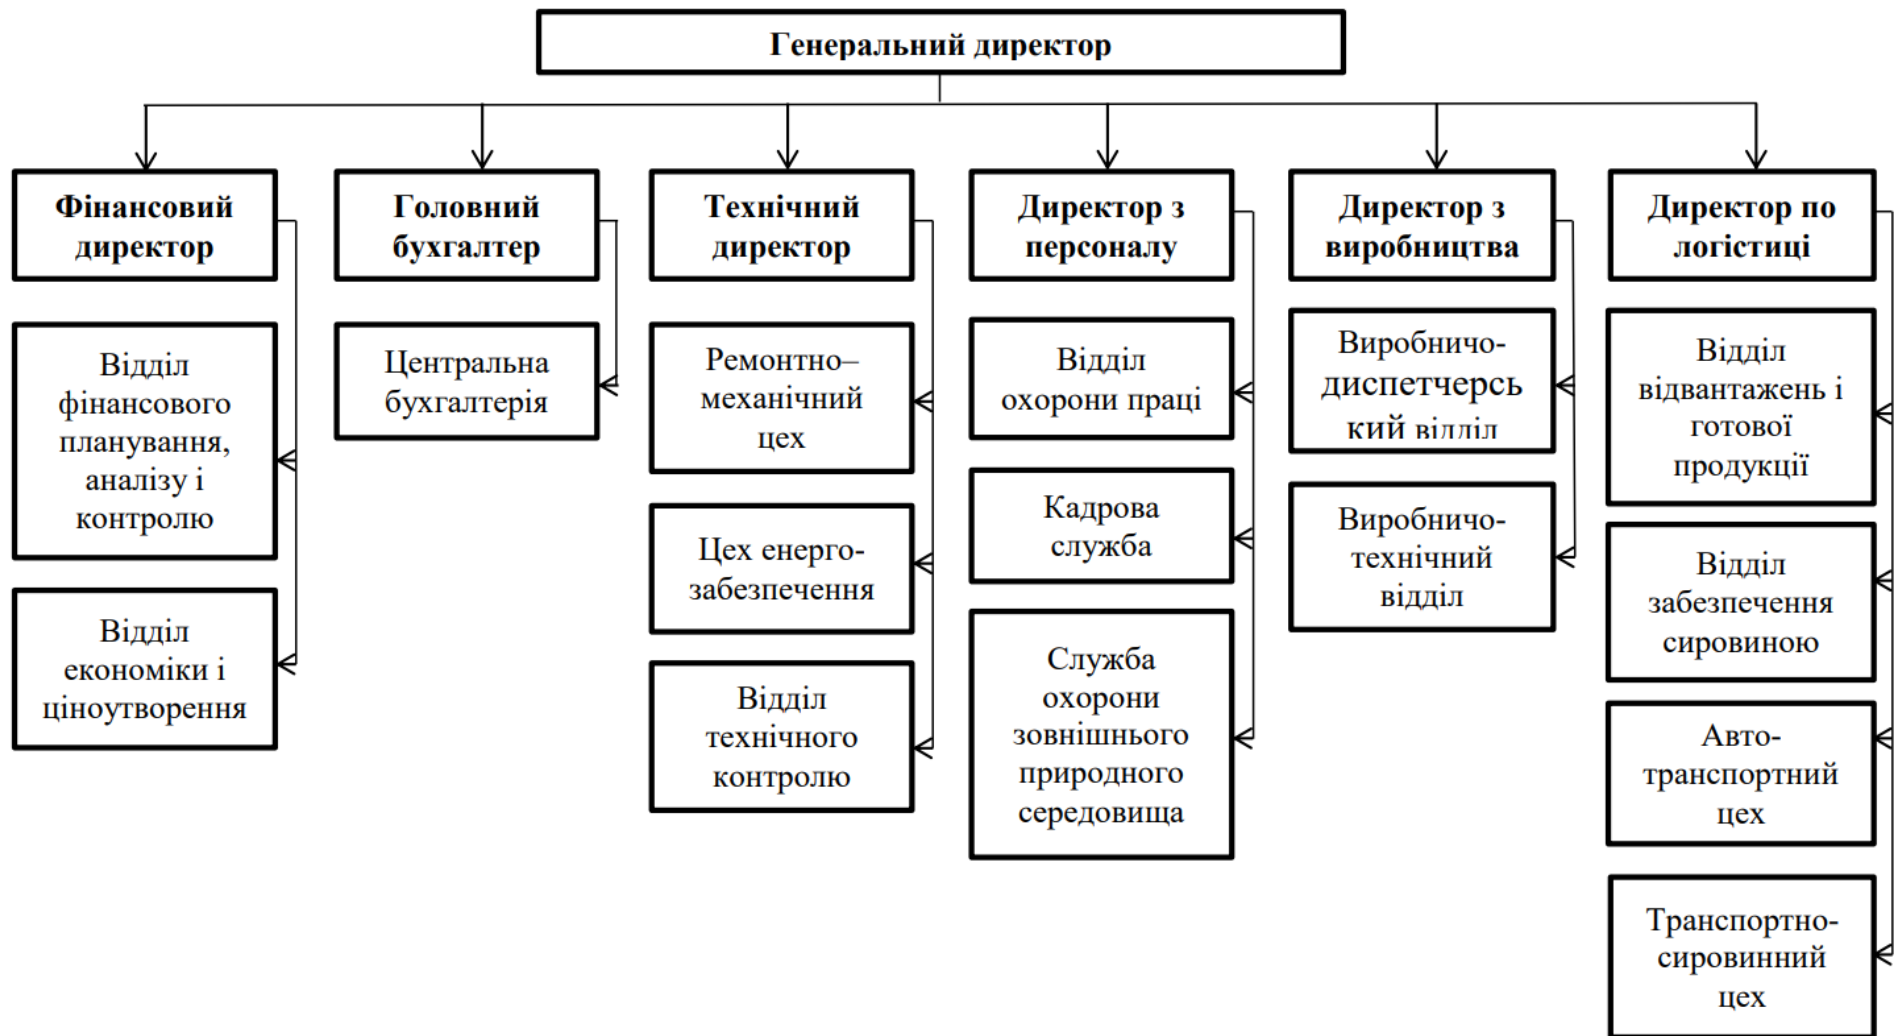 Генеральний директор
Фінансовий
директор
Головний
бухгалтер
Технічний
директор
Директор з
персоналу
Директор з
виробництва
Директор по
логістиці
Відділ
фінансового
планування,
аналізу і
контролю
Відділ
економіки і
ціноутворення
Центральна
бухгалтерія
Ремонтно–
механічний
цех
Цех енерго-
забезпечення
Відділ
технічного
контролю
Відділ
охорони праці
Кадрова
служба
Служба
охорони
зовнішнього
природного
середовища
Виробничо-
диспетчерсь
кий відділ
Виробничо-
технічний
відділ
Відділ
відвантажень і
готової
продукції
Відділ
забезпечення
сировиною
Авто-
транспортний
цех
Транспортно-
сировинний
цех